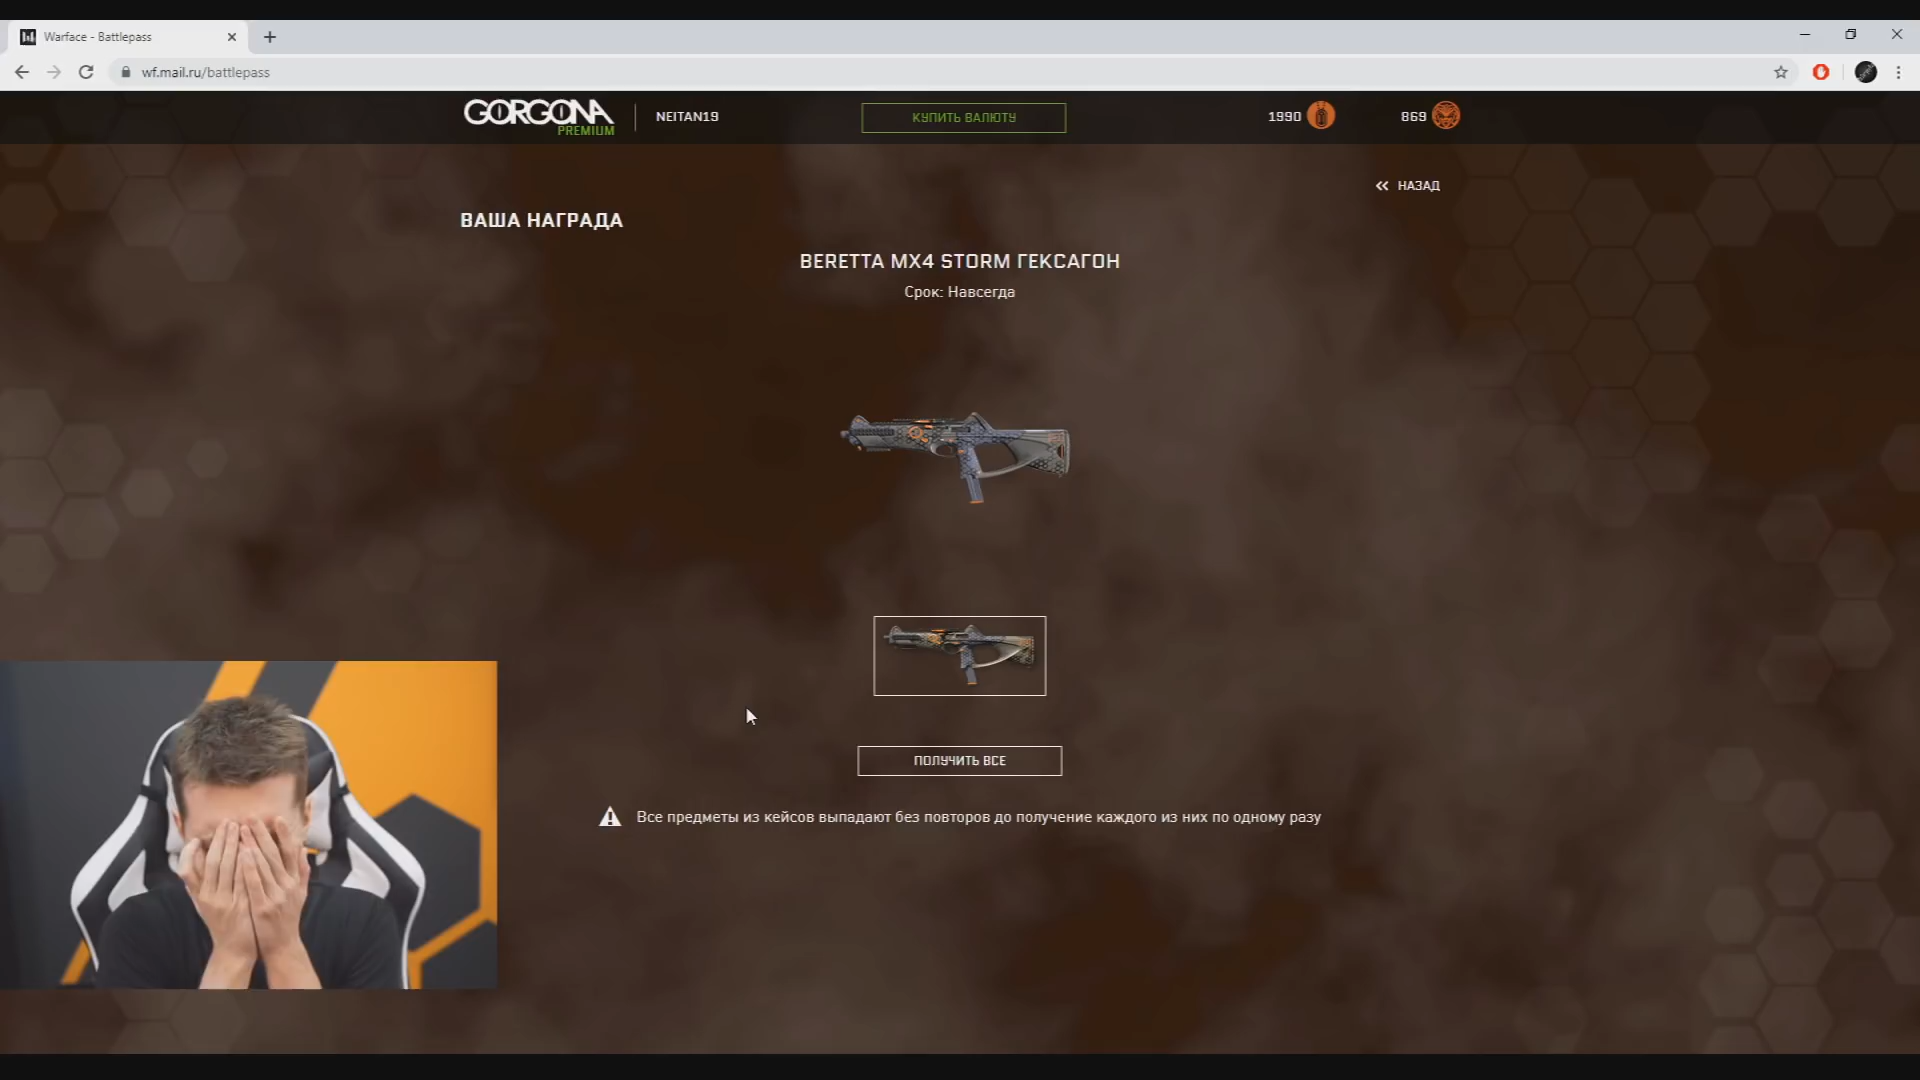 Warface - Battlepass
wf.mail.ru/battlepass
GORGONA
PREMIUM
NEITAN19
КУПИТЬ ВАЛЮТУ
1990
869
НАЗАД
ВАША НАГРАДА
BERETTA MX4 STORM ГЕКСАГОН
Срок: Навсегда
ПОЛУЧИТЬ ВСЕ
Все предметы из кейсов выпадают без повторов до получение каждого из них по одному разу